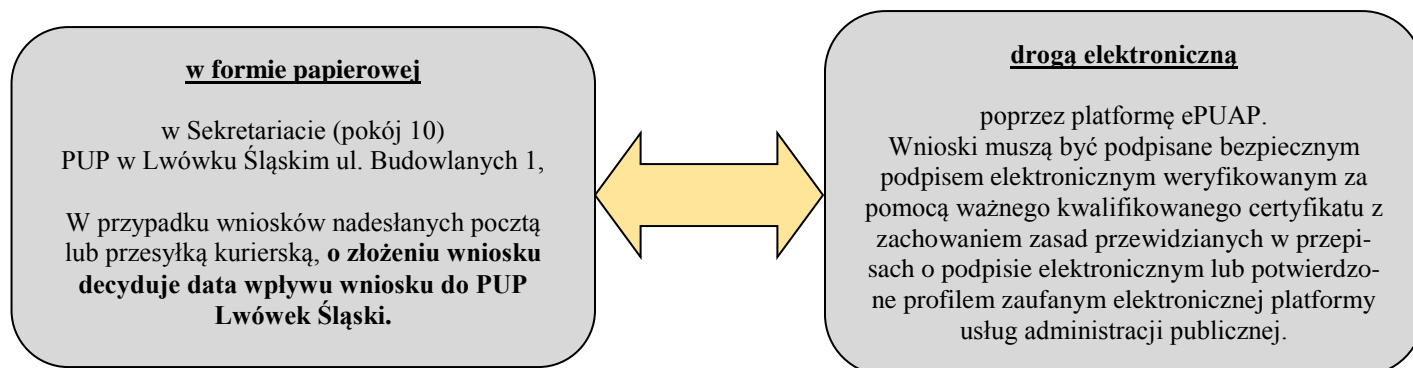 w formie papierowej
w Sekretariacie (pokój 10)
PUP w Lwówku Śląskim ul. Budowlanych 1,
W przypadku wniosków nadesłanych pocztą
lub przesyłką kurierską, o złożeniu wniosku
decyduje data wpływu wniosku do PUP
Lwówek Śląski.
drogą elektroniczną
poprzez platformę ePUAP.
Wnioski muszą być podpisane bezpiecznym
podpisem elektronicznym weryfikowanym za
pomocą ważnego kwalifikowanego certyfikatu z
zachowaniem zasad przewidzianych w przepi-
sach o podpisie elektronicznym lub potwierdzo-
ne profilem zaufanym elektronicznej platformy
usług administracji publicznej.